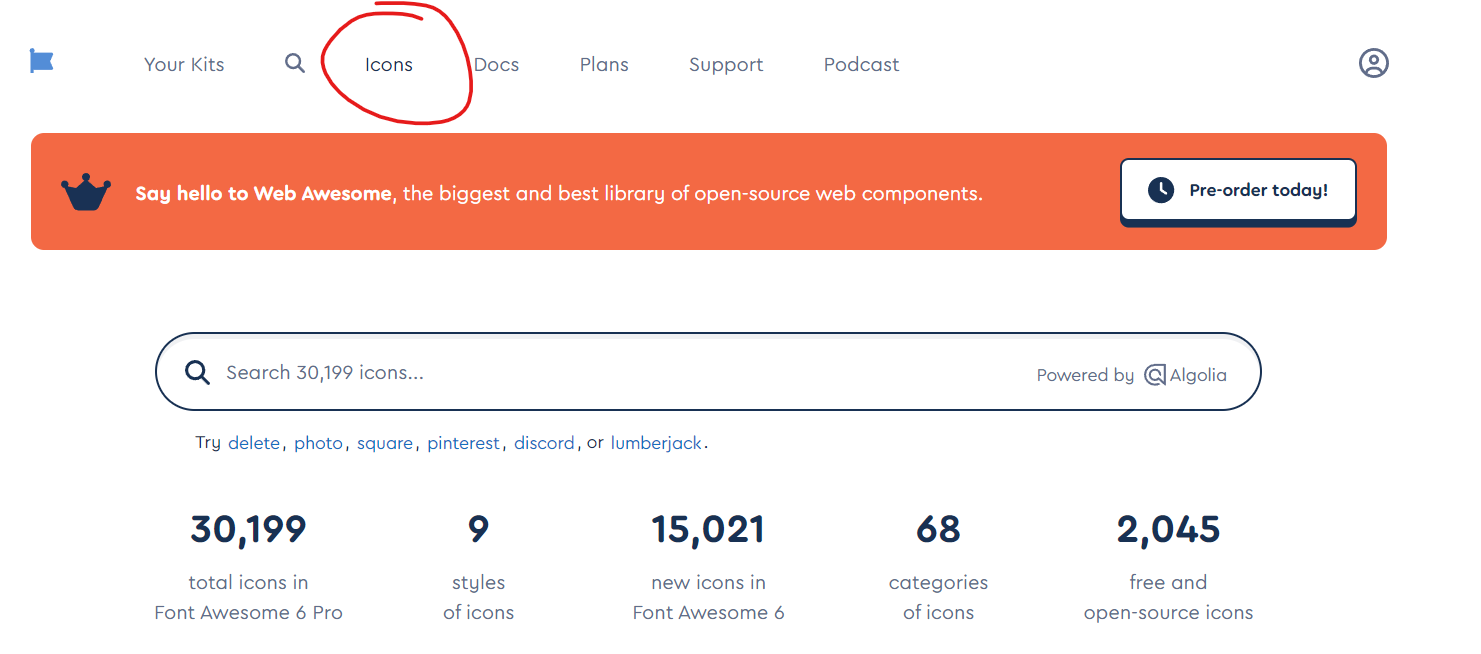 Your Kits Icons Docs Plans Support Podcast
Say hello to Web Awesome, the biggest and best library of open-source web components.
Pre-order today!
Search 30,199 icons...
Powered by Algolia
Try delete, photo, square, pinterest, discord, or lumberjack.
30,199 9 15,021 68 2,045
total icons in styles new icons in categories free and
Font Awesome 6 Pro of icons Font Awesome 6 of icons open-source icons